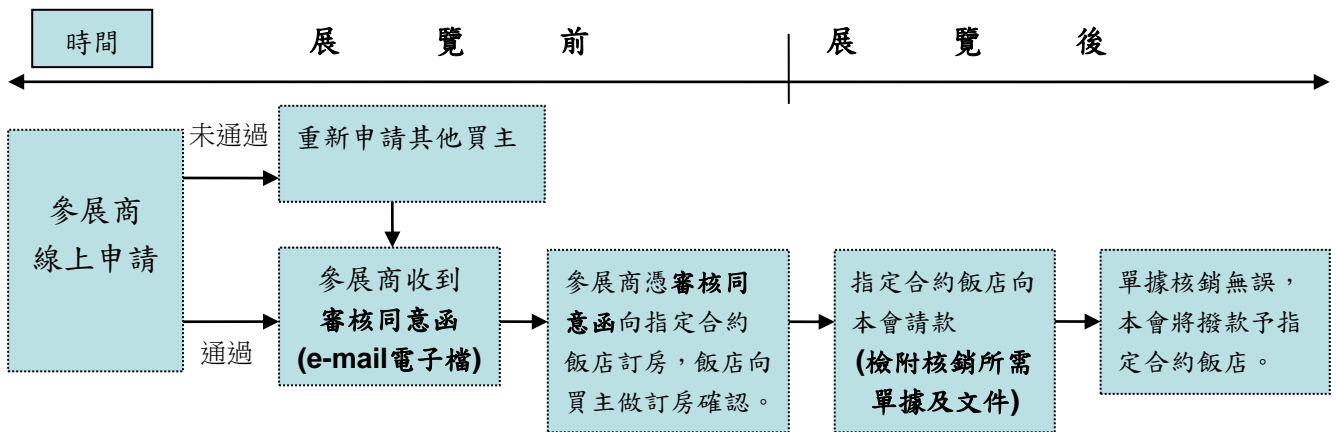 時間
展覽前
展覽後
參展商
線上申請
未通過
重新申請其他買主
通過
參展商收到
審核同意函
(e-mail電子檔)
參展商憑審核同
意函向指定合約
飯店訂房，飯店向
買主做訂房確認。
指定合約飯店向
本會請款
(檢附核銷所需
單據及文件)
單據核銷無誤，
本會將撥款予指
定合約飯店。